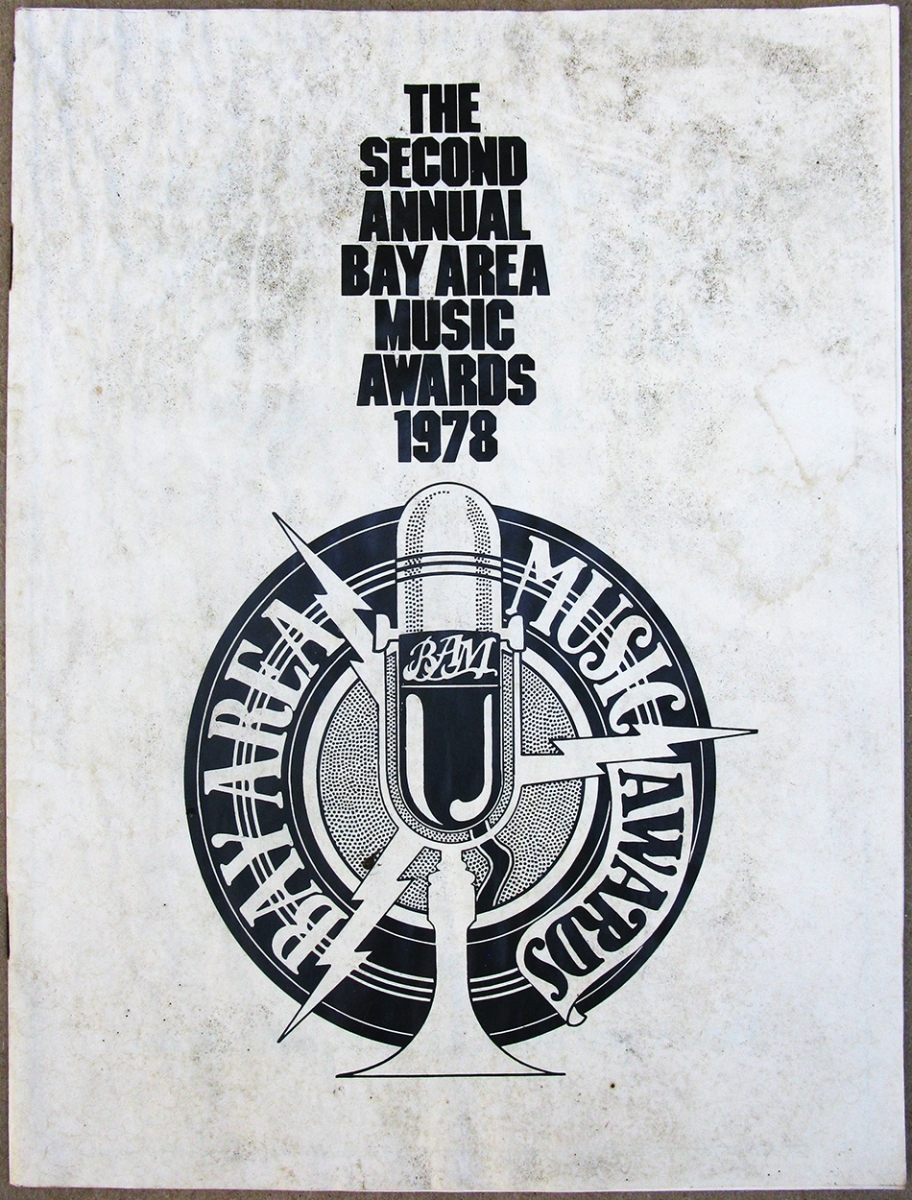 THE
SECOND
ANNUAL
BAY AREA
MUSIC
AWARDS
1978
BAY AREA
MUSIC
AWARDS
BAM